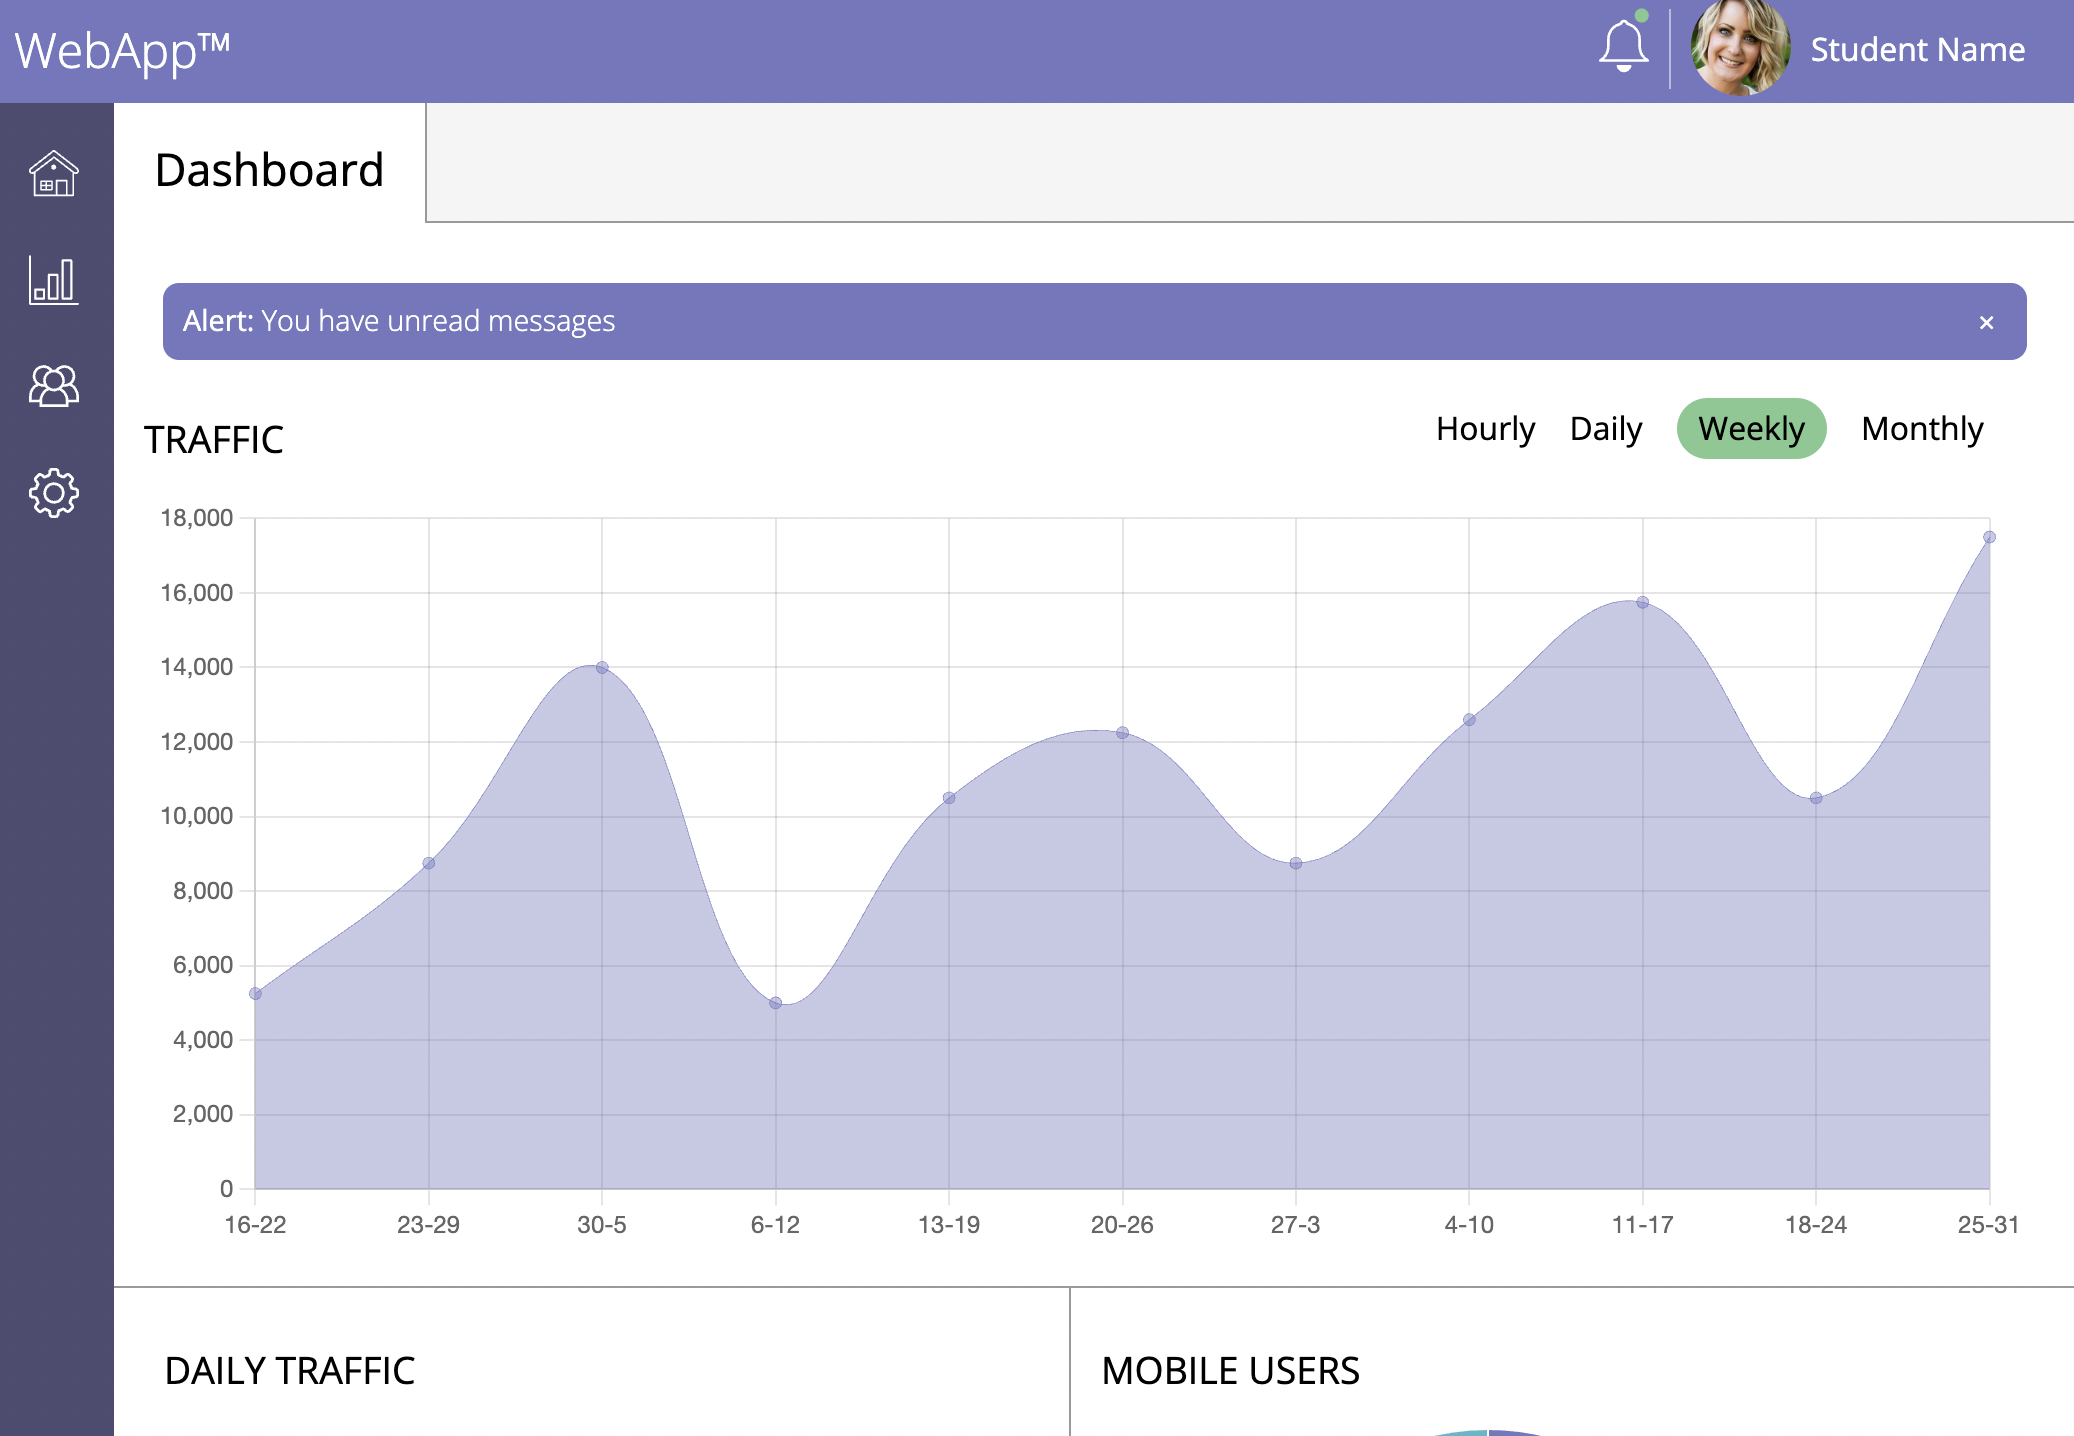 WebApp™
Student Name
Dashboard
Alert: You have unread messages
×
TRAFFIC
Hourly Daily Weekly Monthly
18,000
16,000
14,000
12,000
10,000
8,000
6,000
4,000
2,000
0
16-22 23-29 30-5 6-12 13-19 20-26 27-3 4-10 11-17 18-24 25-31
DAILY TRAFFIC
MOBILE USERS